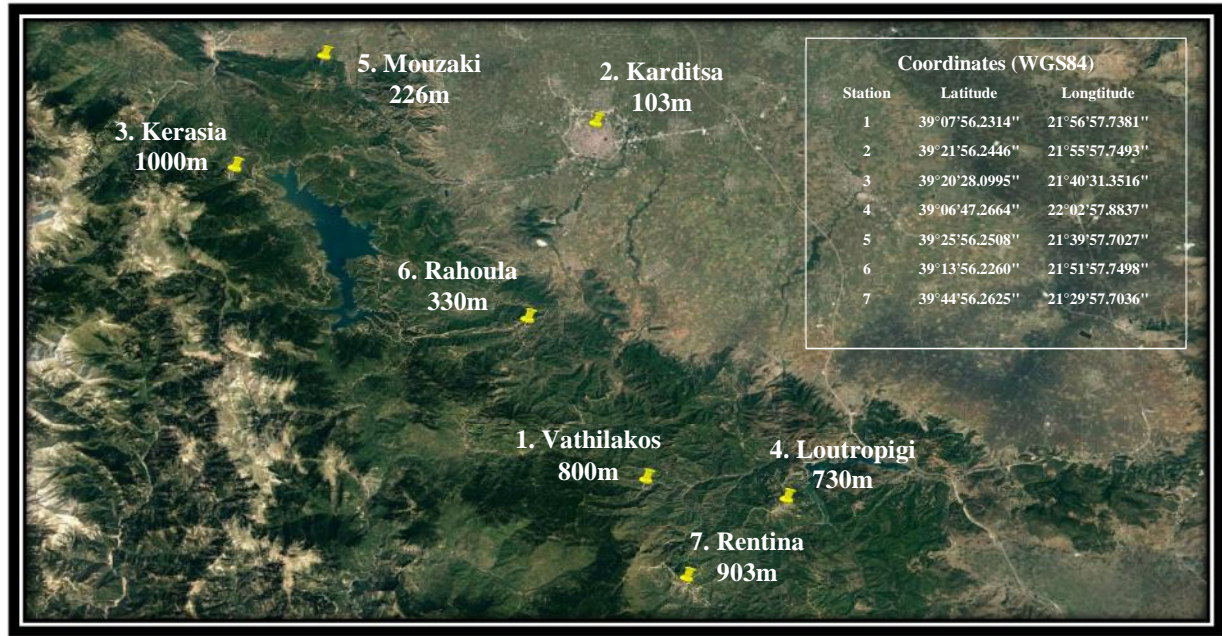 5. Mouzaki
226m
2. Karditsa
103m
3. Kerasia
1000m
6. Rahoula
330m
1. Vathilakos
800m
4. Loutropigi
730m
7. Rentina
903m
Coordinates (WGS84)
Station Latitude Longtitude
1 39°07'56.2314" 21°56'57.7381"
2 39°21'56.2446" 21°55'57.7493"
3 39°20'28.0995" 21°40'31.3516"
4 39°06'47.2664" 22°02'57.8837"
5 39°25'56.2508" 21°39'57.7027"
6 39°13'56.2260" 21°51'57.7498"
7 39°44'56.2625" 21°29'57.7036"